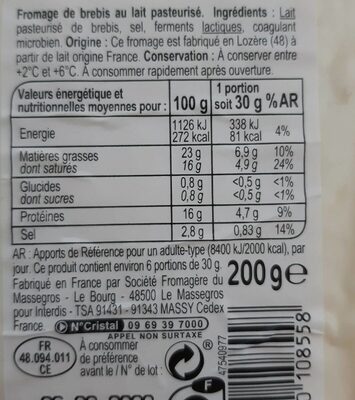 Fromage de brebis au lait pasteurisé. Ingrédients : Lait
pasteurisé de brebis, sel, ferments lactiques, coagulant
microbien. Origine : Ce fromage est fabriqué en Lozère (48) à
partir de lait origine France. Conservation : À conserver entre
+2°C et +6°C. À consommer rapidement après ouverture.
Valeurs énergétique et nutritionnelles moyennes pour : 100 g 1 portion soit 30 g %AR
Energie 1126 kJ 272 kcal 338 kJ 81 kcal 4%
Matières grasses 23 g 6,9 g 10%
dont saturés 16 g 4,9 g 24%
Glucides 0,8 g <0,5 g <1%
dont sucres 0,8 g <0,5 g <1%
Protéines 16 g 4,7 g 9%
Sel 2,8 g 0,83 g 14%
AR : Apports de Référence pour un adulte-type (8400 kJ/2000 kcal), par
jour. Ce produit contient environ 6 portions de 30 g.
200 g e
Fabriqué en France par Société Fromagère du
Massegros - Le Bourg - 48500 Le Massegros
pour Interdis - TSA 91431 - 91343 MASSY Cedex
France. N°Cristal 09 69 39 7000
APPEL NON SURTAXÉ
FR
48.094.011
CE
À consommer
de préférence
avant le / N° de lot :
®
47540977
F
108558